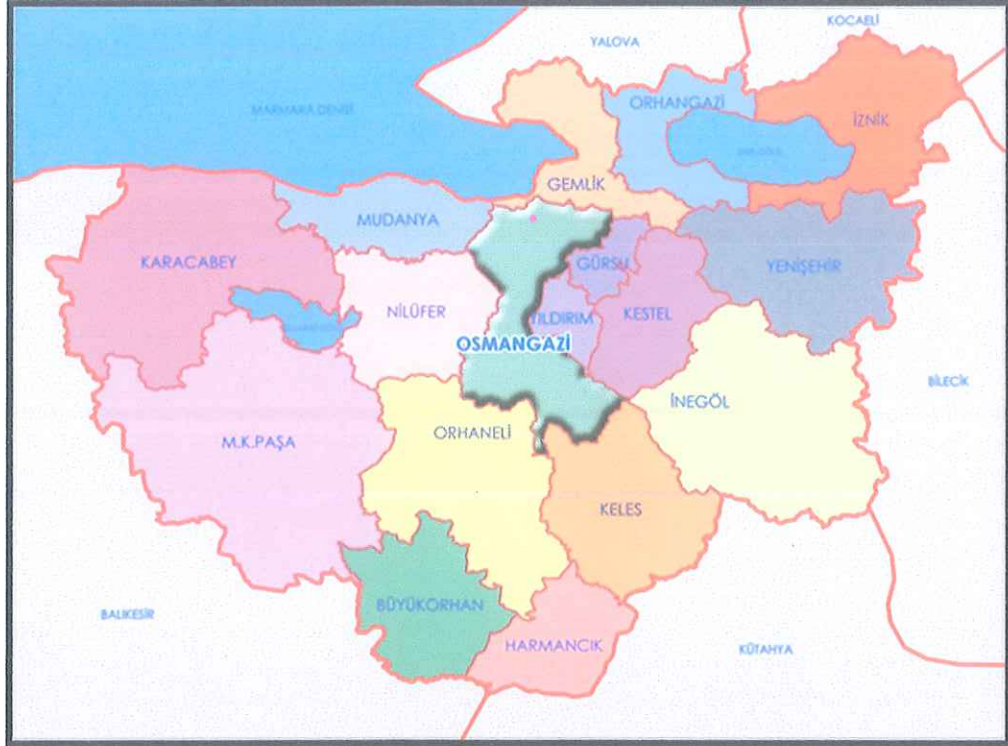 KOCAELİ
YALOVA
MARMARA DENİZİ
ORHANGAZİ
İZNİK
GEMLİK
MUDANYA
KARACABEY
GÜRSU
YENİŞEHİR
NİLÜFER
YILDIRIM
KESTEL
OSMANGAZİ
BİLECİK
İNEGÖL
ORHANELİ
M.K.PAŞA
KELES
BÜYÜKORHAN
BALIKESİR
HARMANCIK
KÜTAHYA